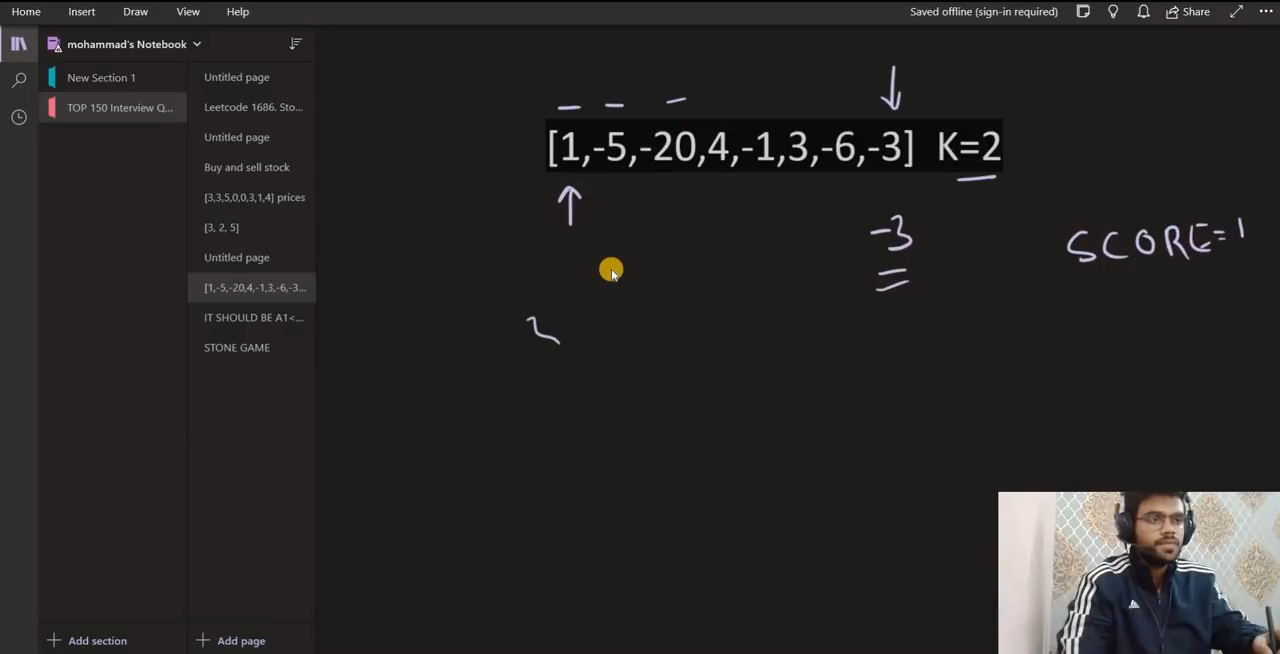 Home Insert Draw View Help
Saved offline (sign-in required)
Share
mohammad's Notebook
New Section 1
TOP 150 Interview Q...
Untitled page
Leetcode 1686. Sto...
Untitled page
Buy and sell stock
[3,3,5,0,0,3,1,4] prices
[3, 2, 5]
Untitled page
[1,-5,-20,4,-1,3,-6,-3...
IT SHOULD BE A1<...
STONE GAME
[1,-5,-20,4,-1,3,-6,-3] K=2
-3
SCORE=1
Add section
Add page